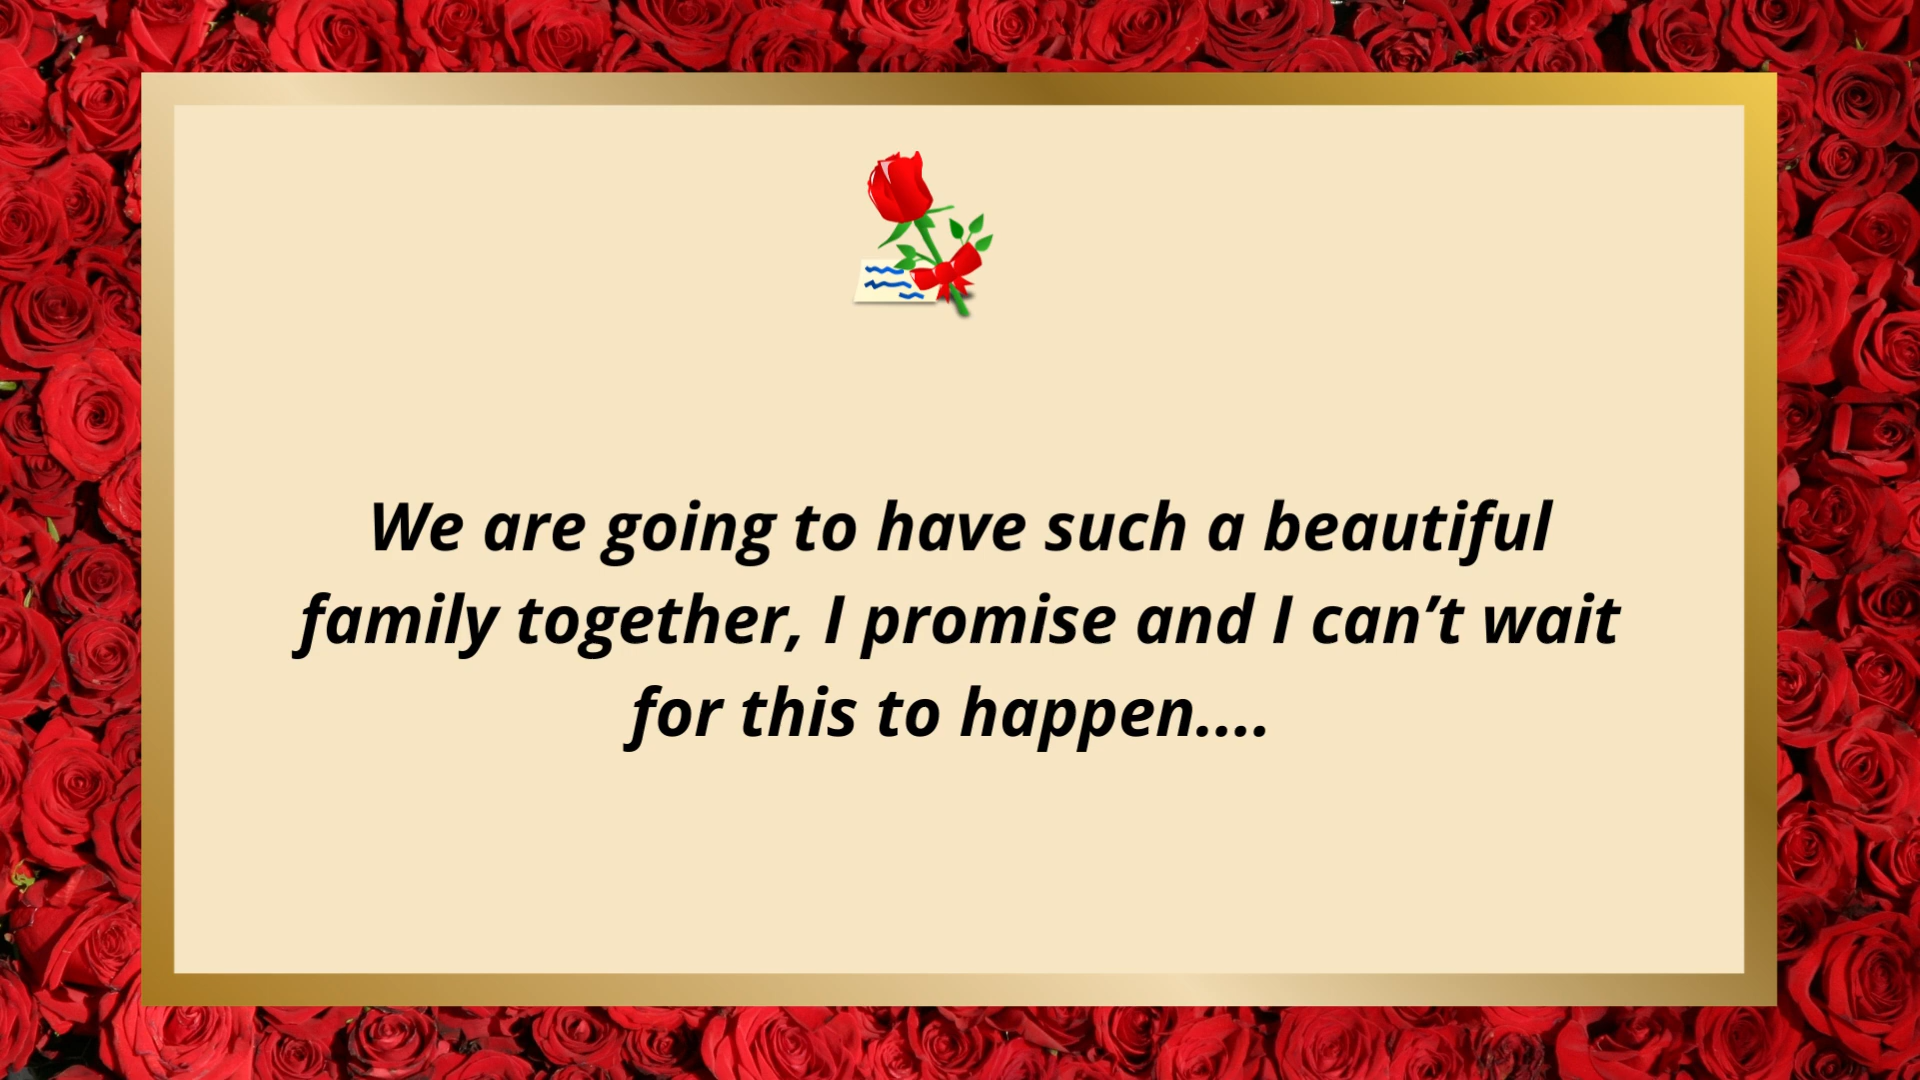 We are going to have such a beautiful
family together, I promise and I can’t wait
for this to happen....